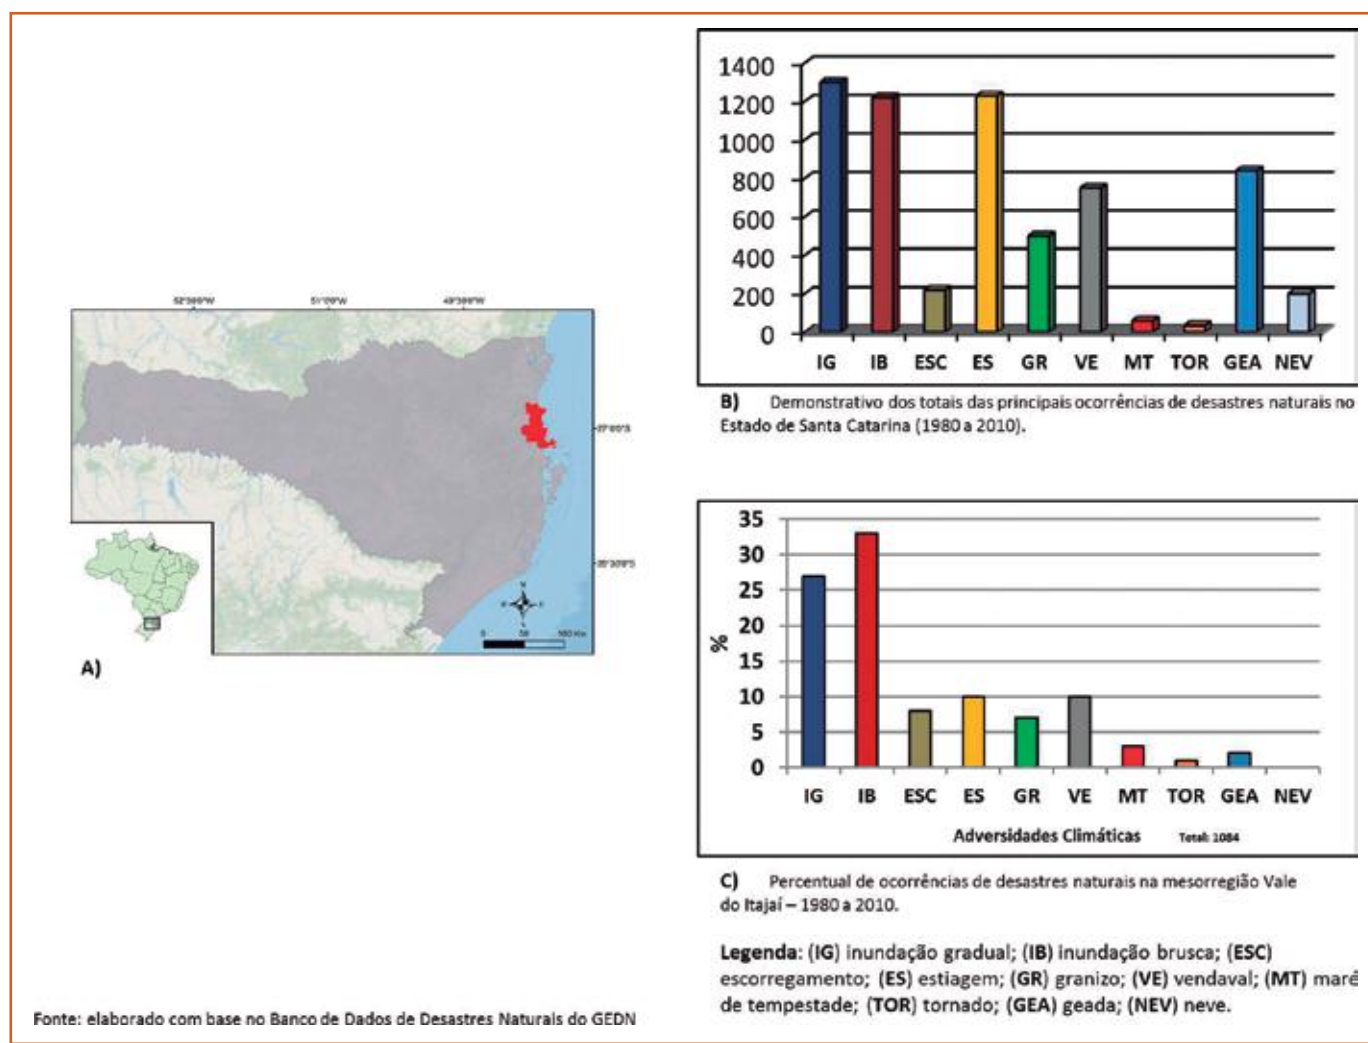 52°30'0"W
51°0'0"W
49°30'0"W
27°0'0"S
N
0 50 100 Km
A)
1400
1200
1000
800
600
400
200
0
IG IB ESC ES GR VE MT TOR GEA NEV
B) Demonstrativo dos totais das principais ocorrências de desastres naturais no
Estado de Santa Catarina (1980 a 2010).
35
30
25
20
15
10
5
0
%
IG IB ESC ES GR VE MT TOR GEA NEV
Adversidades Climáticas Total: 1084
C) Percentual de ocorrências de desastres naturais na mesorregião Vale
do Itajaí – 1980 a 2010.
Legenda: (IG) inundação gradual; (IB) inundação brusca; (ESC)
escorregamento; (ES) estiagem; (GR) granizo; (VE) vendaval; (MT) maré
de tempestade; (TOR) tornado; (GEA) geada; (NEV) neve.
Fonte: elaborado com base no Banco de Dados de Desastres Naturais do GEDN